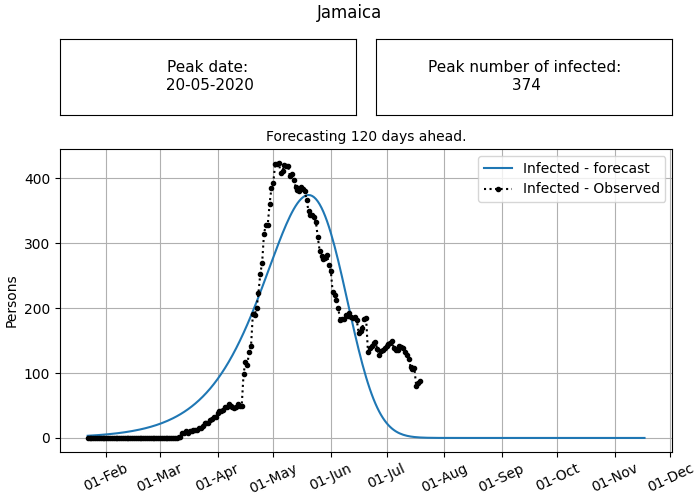 Jamaica
Peak date:
20-05-2020
Peak number of infected:
374
Forecasting 120 days ahead.
Infected - forecast
Infected - Observed
400
300
200
100
0
Persons
01-Feb
01-Mar
01-Apr
01-May
01-Jun
01-Jul
01-Aug
01-Sep
01-Oct
01-Nov
01-Dec